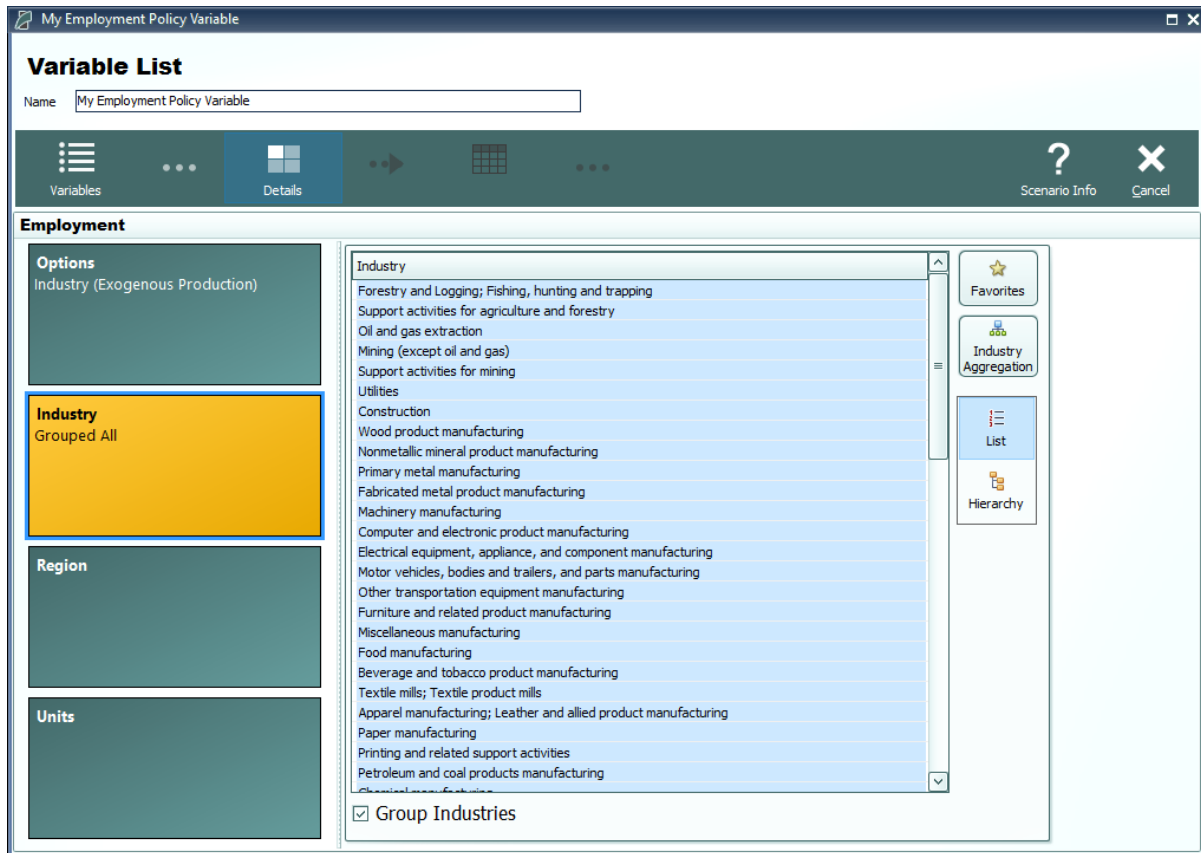 My Employment Policy Variable
Variable List
Name My Employment Policy Variable
Variables
Details
Scenario Info
Cancel
Employment
Options
Industry (Exogenous Production)
Industry
Grouped All
Region
Units
Industry
Forestry and Logging; Fishing, hunting and trapping
Support activities for agriculture and forestry
Oil and gas extraction
Mining (except oil and gas)
Support activities for mining
Utilities
Construction
Wood product manufacturing
Nonmetallic mineral product manufacturing
Primary metal manufacturing
Fabricated metal product manufacturing
Machinery manufacturing
Computer and electronic product manufacturing
Electrical equipment, appliance, and component manufacturing
Motor vehicles, bodies and trailers, and parts manufacturing
Other transportation equipment manufacturing
Furniture and related product manufacturing
Miscellaneous manufacturing
Food manufacturing
Beverage and tobacco product manufacturing
Textile mills; Textile product mills
Apparel manufacturing; Leather and allied product manufacturing
Paper manufacturing
Printing and related support activities
Petroleum and coal products manufacturing
Chemical manufacturing
Group Industries
Favorites
Industry
Aggregation
List
Hierarchy